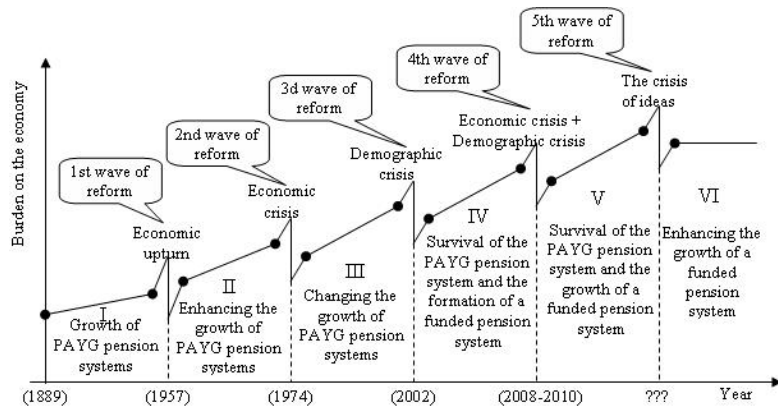 5th wave of
reform
4th wave of
reform
3d wave of
reform
2nd wave of
reform
1st wave of
reform
The crisis
of ideas
Economic crisis +
Demographic crisis
Demographic
crisis
Economic
crisis
Economic
upturn
Burden on the economy
I
Growth of
PAYG pension
systems
II
Enhancing the
growth of
PAYG pension
systems
III
Changing the
growth of
PAYG pension
systems
IV
Survival of the
PAYG pension
system and the
formation of a
funded pension
system
V
Survival of the
PAYG pension
system and the
growth of a
funded pension
system
VI
Enhancing the
growth of a
funded
pension
system
(1889)
(1957)
(1974)
(2002)
(2008-2010)
???
Year